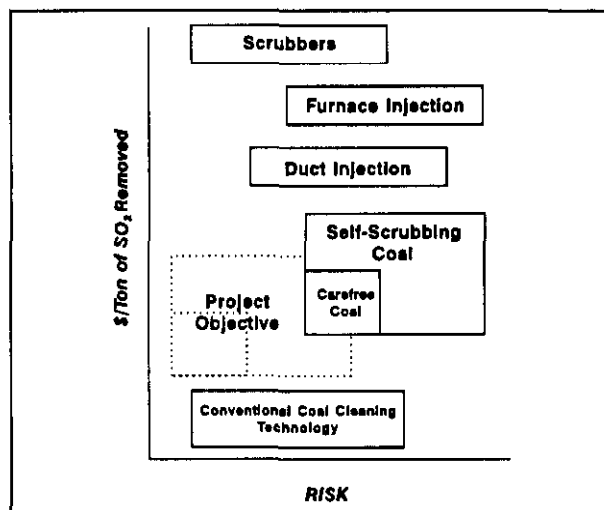 Scrubbers
Furnace Injection
Duct Injection
Self-Scrubbing
Coal
Carefree
Coal
Project
Objective
Conventional Coal Cleaning
Technology
$/Ton of SO₂ Removed
RISK